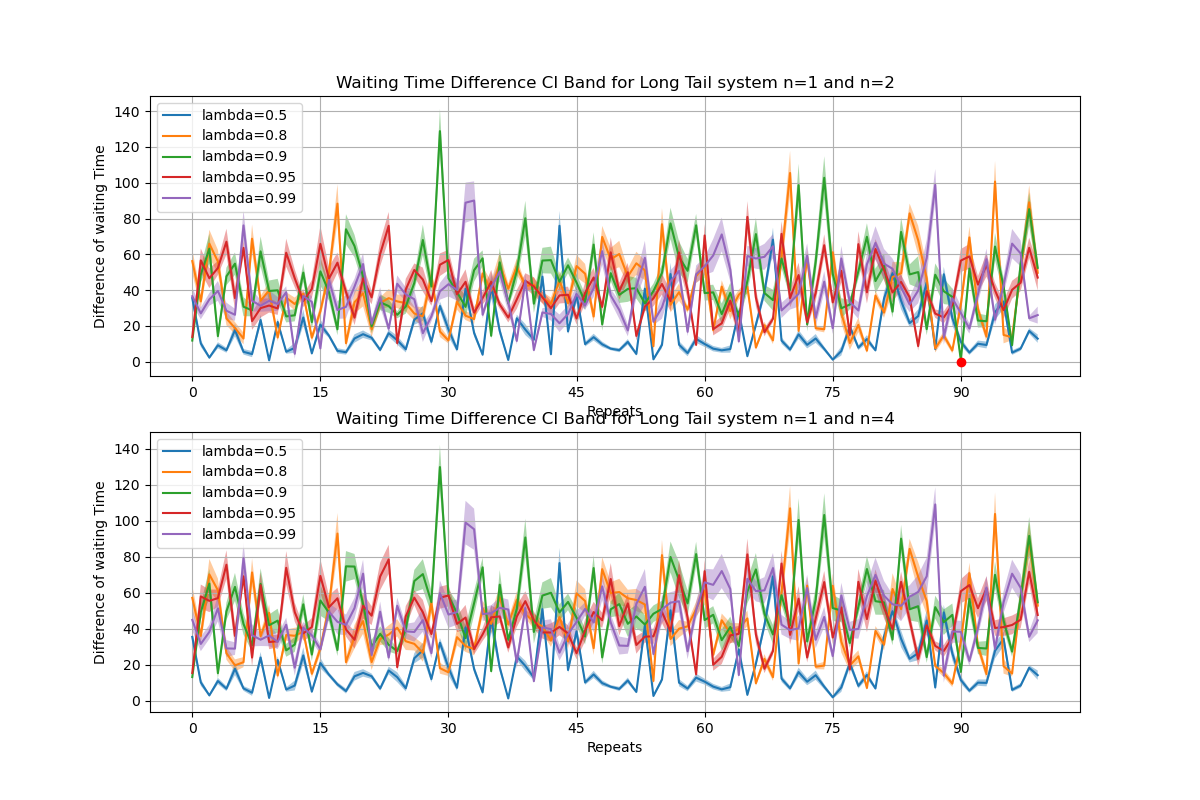 Waiting Time Difference CI Band for Long Tail system n=1 and n=2
Difference of waiting Time
140
120
100
80
60
40
20
0
lambda=0.5
lambda=0.8
lambda=0.9
lambda=0.95
lambda=0.99
0 15 30 45 60 75 90
Repeats
Waiting Time Difference CI Band for Long Tail system n=1 and n=4
Difference of waiting Time
140
120
100
80
60
40
20
0
lambda=0.5
lambda=0.8
lambda=0.9
lambda=0.95
lambda=0.99
0 15 30 45 60 75 90
Repeats